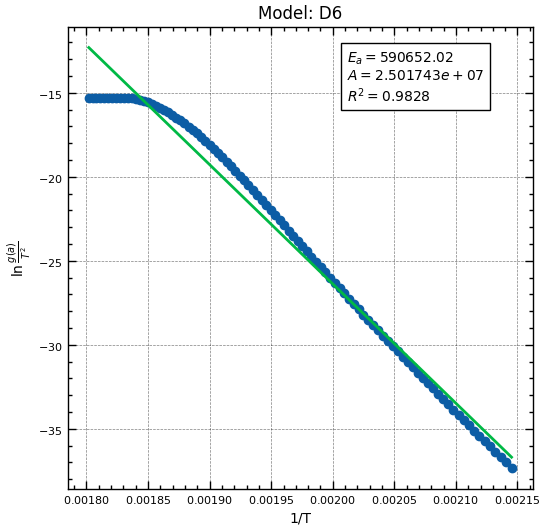 Model: D6
E_a = 590652.02
A = 2.501743e + 07
R^2 = 0.9828
−15
−20
−25
−30
−35
ln g(a)/T^2
0.00180 0.00185 0.00190 0.00195 0.00200 0.00205 0.00210 0.00215
1/T